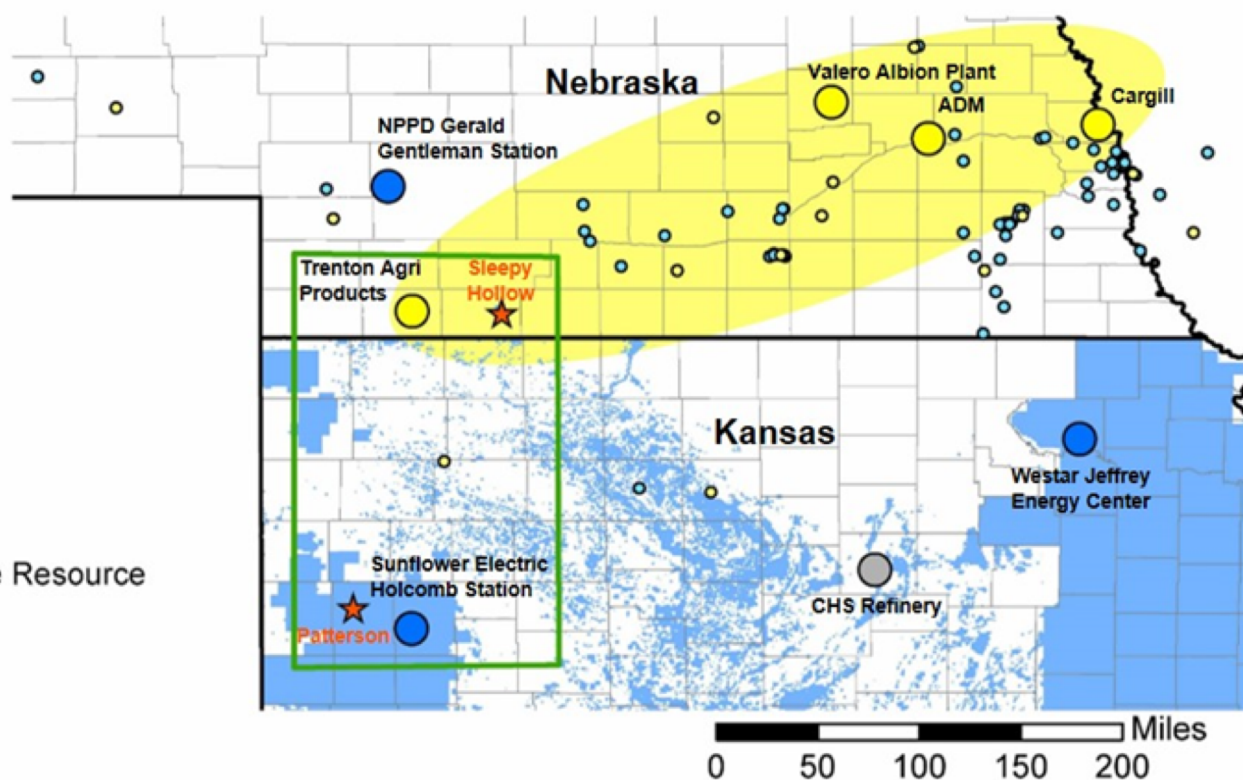 Nebraska
Valero Albion Plant
ADM
Cargill
NPPD Gerald
Gentleman Station
Trenton Agri
Products
Sleepy
Hollow
Kansas
Westar Jeffrey
Energy Center
Sunflower Electric
Holcomb Station
Patterson
CHS Refinery
Resource
Miles
0 50 100 150 200